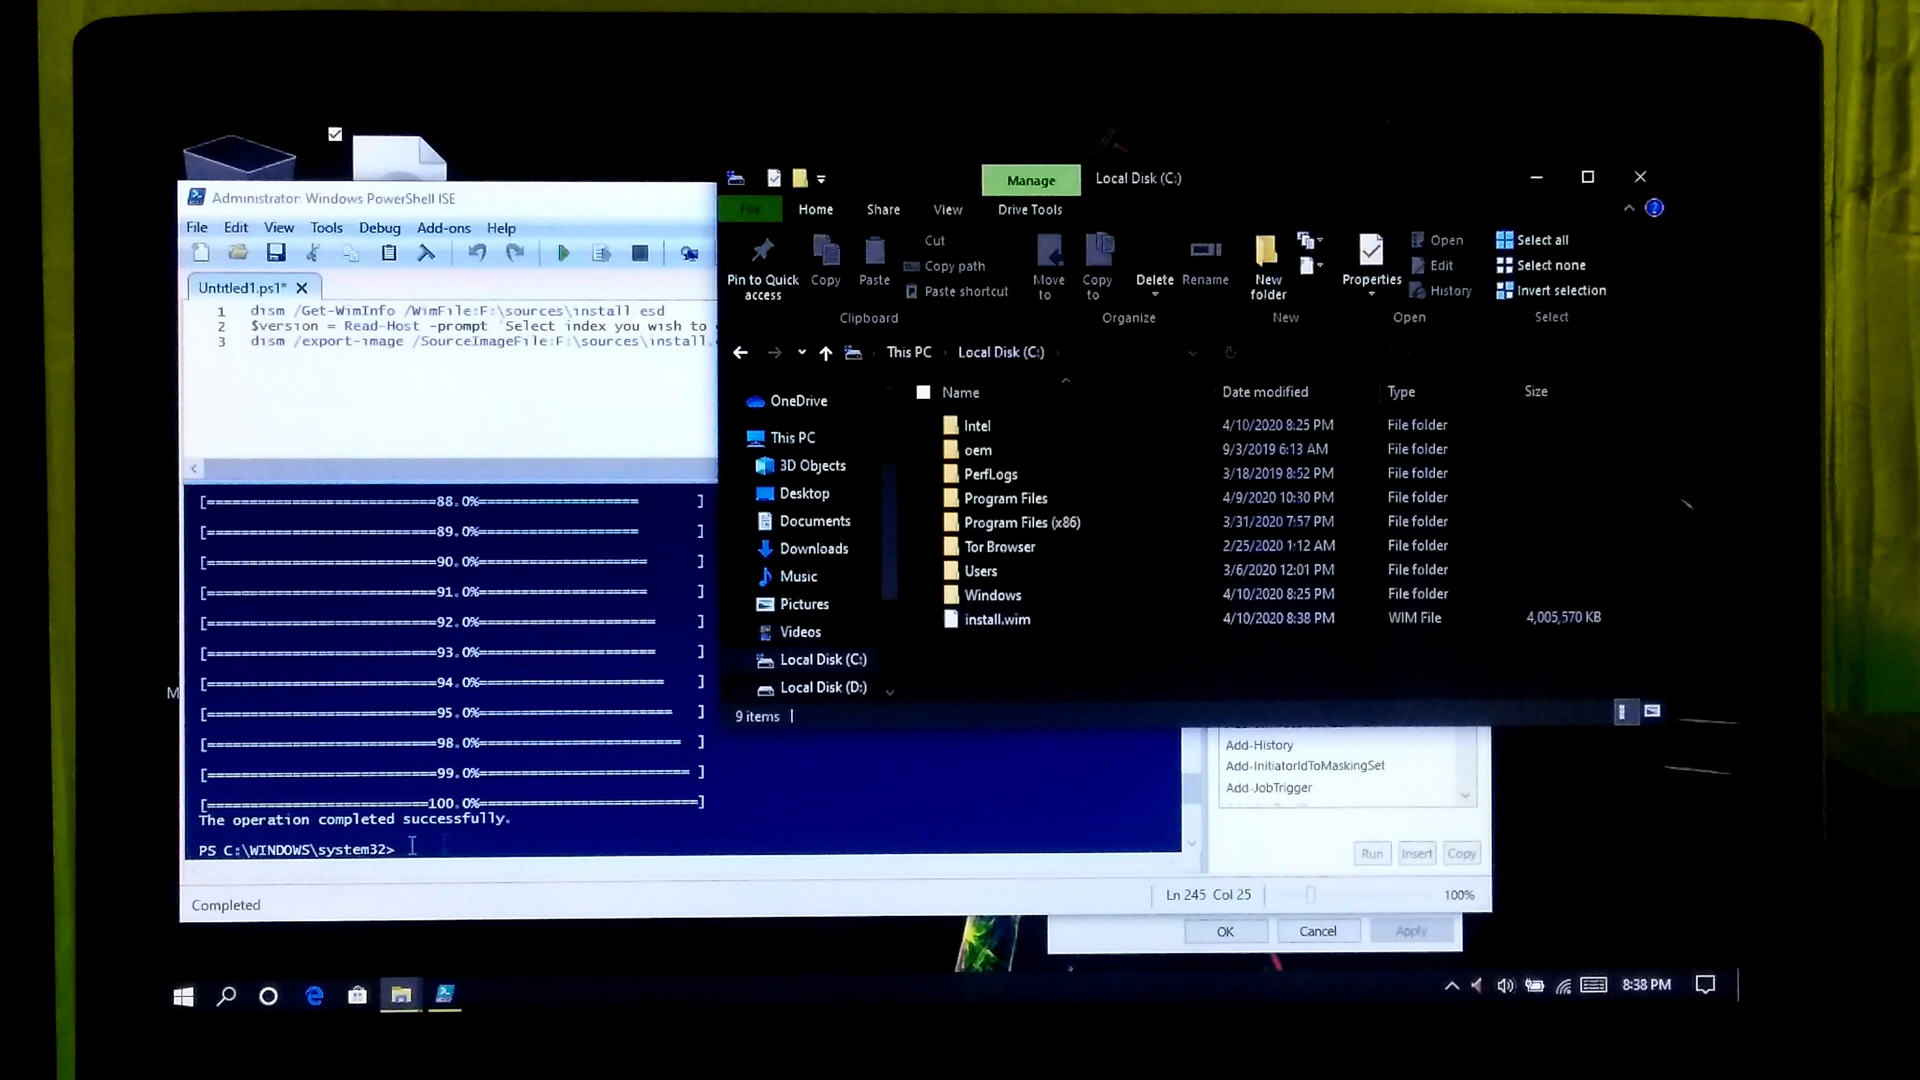 Administrator: Windows PowerShell ISE
File Edit View Tools Debug Add-ons Help
Untitled1.ps1* X
1 dism /Get-WimInfo /WimFile:F:\sources\install esd
2 $version = Read-Host -prompt Select index you wish to
3 dism /export-image /SourceImageFile:F:\sources\install.
[==========================88.0%=================== ]
[==========================89.0%=================== ]
[==========================90.0%==================== ]
[==========================91.0%==================== ]
[==========================92.0%===================== ]
[==========================93.0%===================== ]
[==========================94.0%====================== ]
[==========================95.0%======================= ]
[==========================98.0%======================== ]
[==========================99.0%========================= ]
[==========================100.0%==========================]
The operation completed successfully.
PS C:\WINDOWS\system32>
Completed
Ln 245 Col 25
100%
Manage
Local Disk (C:)
File
Home
Share
View
Drive Tools
Pin to Quick access
Copy
Paste
Cut
Copy path
Paste shortcut
Move to
Copy to
Delete
Rename
New folder
Properties
Open
Edit
History
Select all
Select none
Invert selection
Clipboard
Organize
New
Open
Select
This PC
Local Disk (C:)
OneDrive
This PC
3D Objects
Desktop
Documents
Downloads
Music
Pictures
Videos
Local Disk (C:)
Local Disk (D:)
Name Date modified Type Size
Intel 4/10/2020 8:25 PM File folder
oem 9/3/2019 6:13 AM File folder
PerfLogs 3/18/2019 8:52 PM File folder
Program Files 4/9/2020 10:30 PM File folder
Program Files (x86) 3/31/2020 7:57 PM File folder
Tor Browser 2/25/2020 1:12 AM File folder
Users 3/6/2020 12:01 PM File folder
Windows 4/10/2020 8:25 PM File folder
install.wim 4/10/2020 8:38 PM WIM File 4,005,570 KB
9 items
Add-History
Add-InitiatorIdToMaskingSet
Add-JobTrigger
Run Insert Copy
OK Cancel Apply
M
8:38 PM